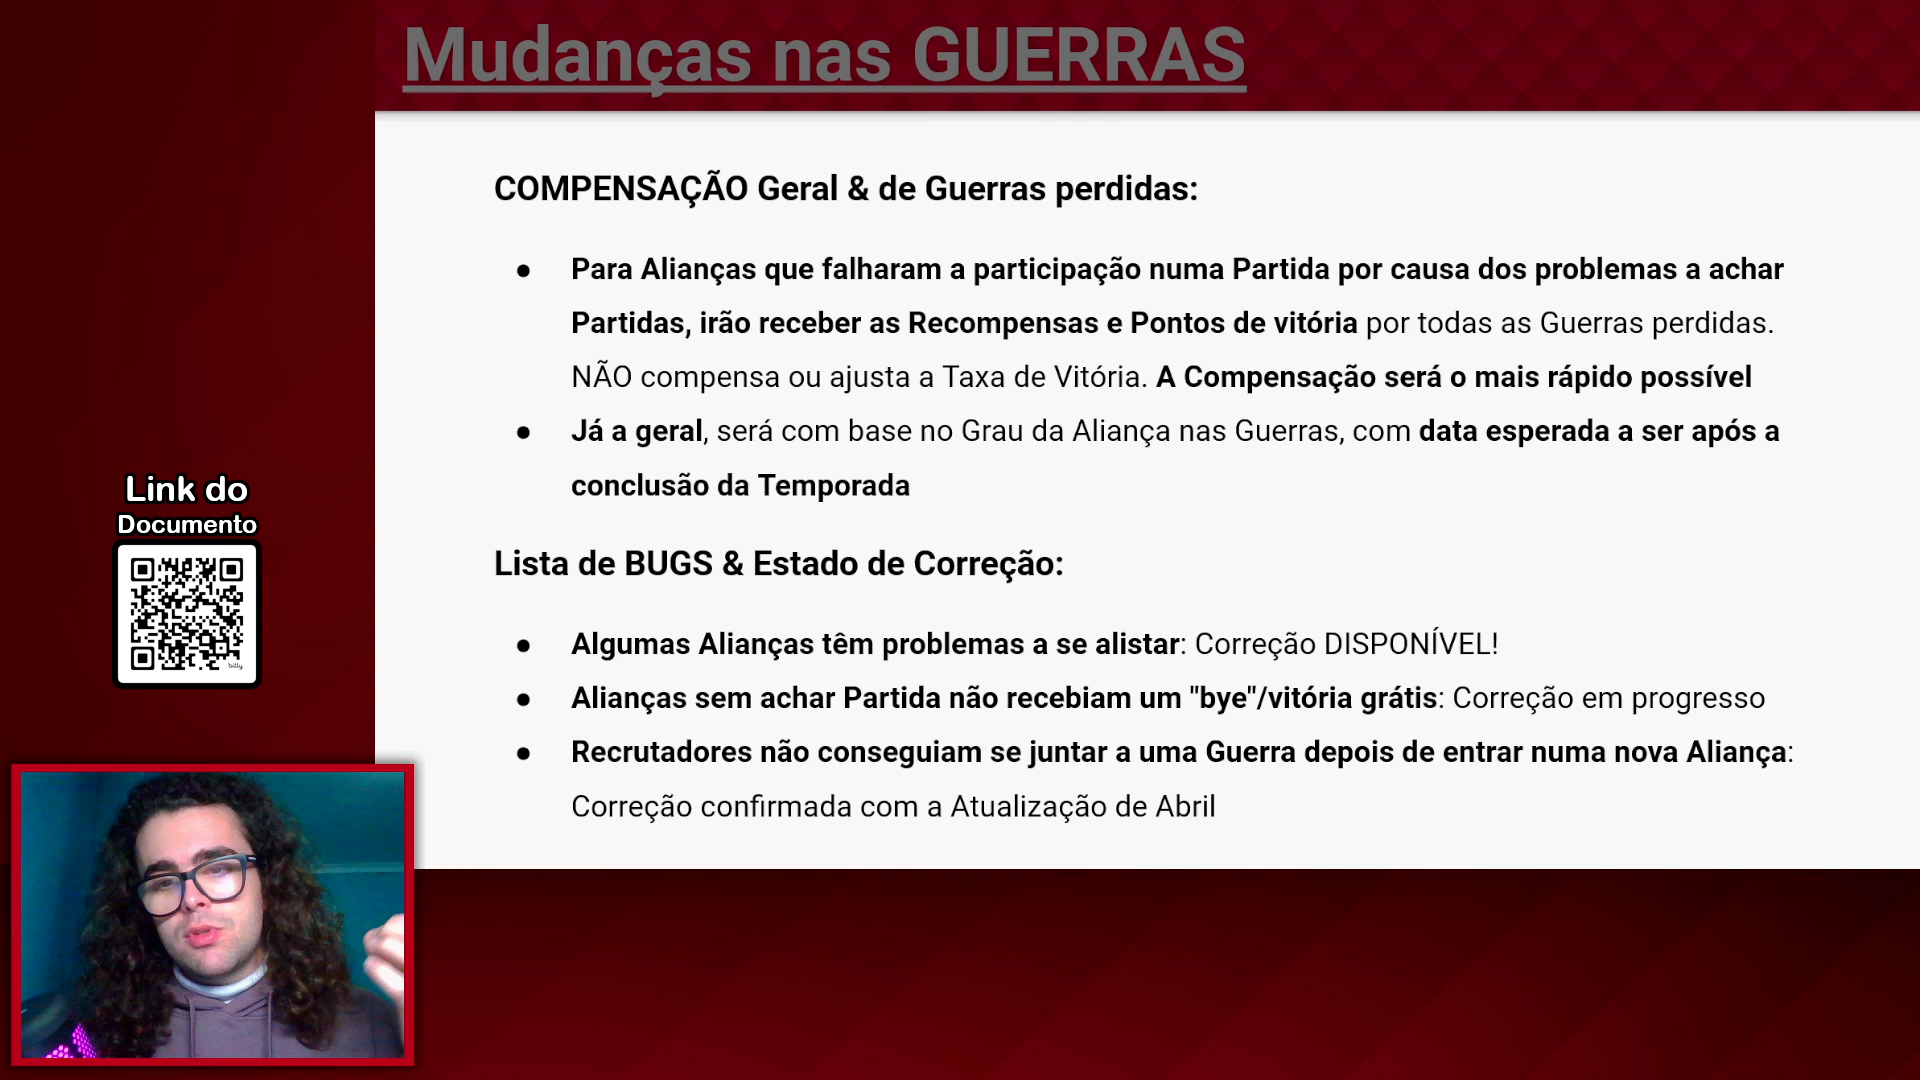 Mudanças nas GUERRAS
COMPENSAÇÃO Geral & de Guerras perdidas:
● Para Alianças que falharam a participação numa Partida por causa dos problemas a achar
Partidas, irão receber as Recompensas e Pontos de vitória por todas as Guerras perdidas.
NÃO compensa ou ajusta a Taxa de Vitória. A Compensação será o mais rápido possível
● Já a geral, será com base no Grau da Aliança nas Guerras, com data esperada a ser após a
conclusão da Temporada
Lista de BUGS & Estado de Correção:
● Algumas Alianças têm problemas a se alistar: Correção DISPONÍVEL!
● Alianças sem achar Partida não recebiam um "bye"/vitória grátis: Correção em progresso
● Recrutadores não conseguiam se juntar a uma Guerra depois de entrar numa nova Aliança:
Correção confirmada com a Atualização de Abril
Link do
Documento
bitly